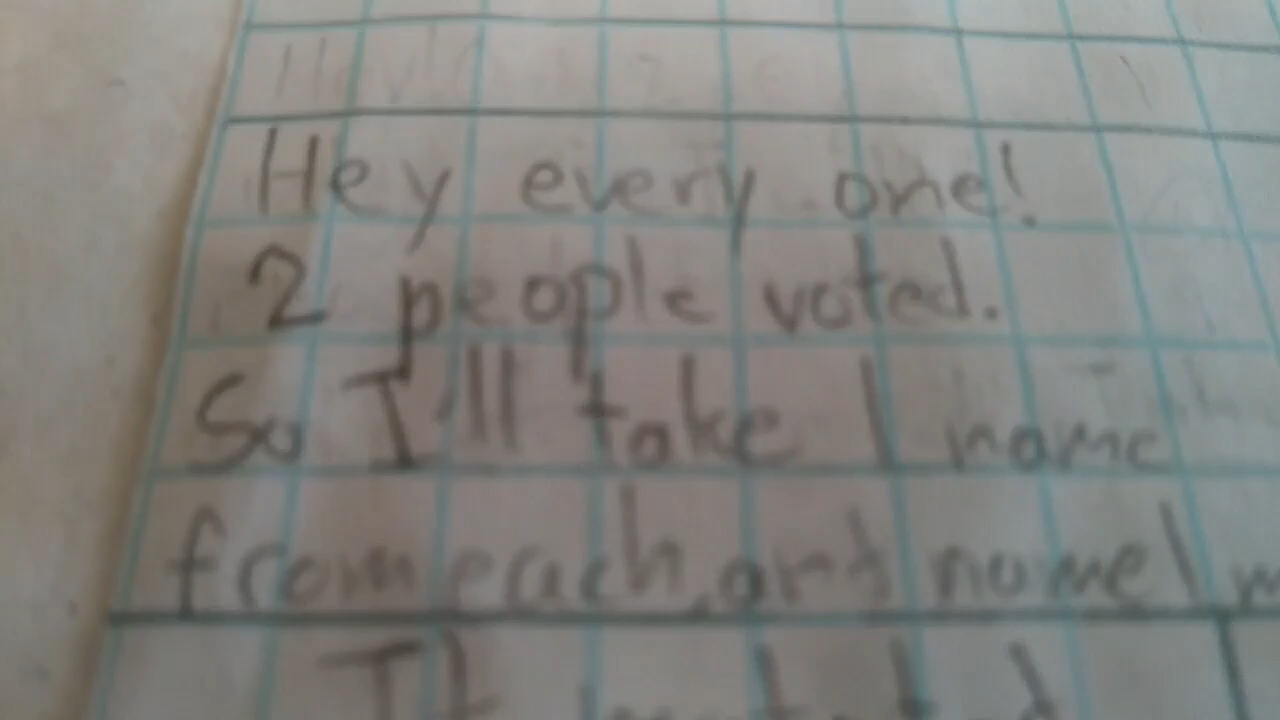 Hey every one!
2 people voted.
So I'll take 1 name
from each, and name 1